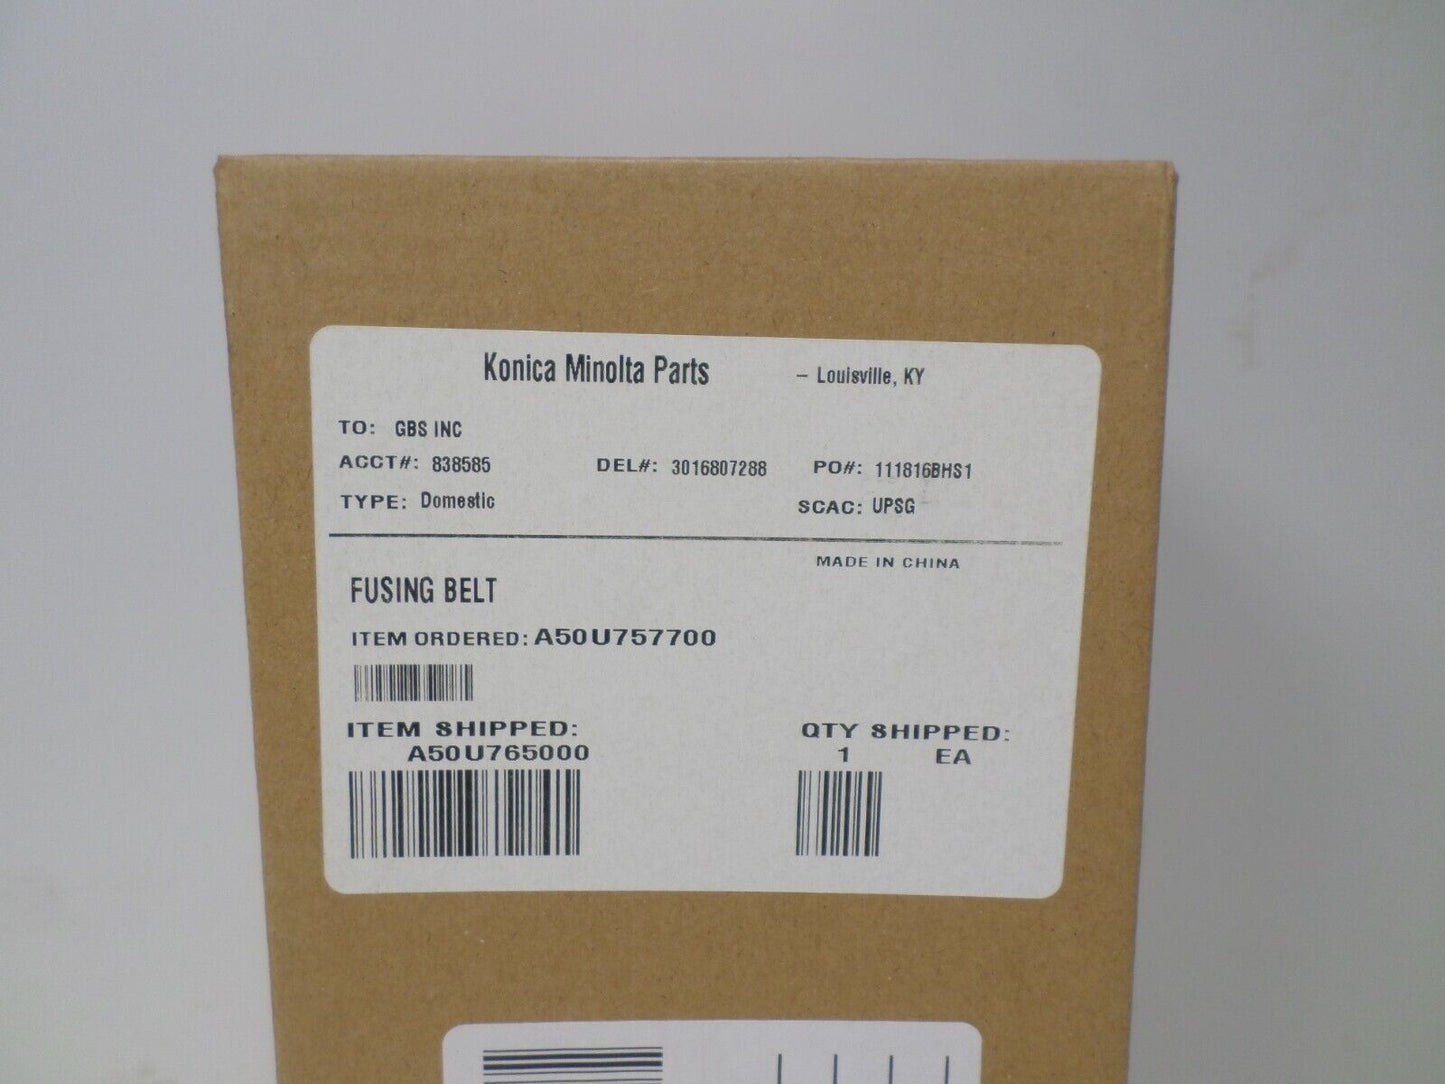 Konica Minolta Parts – Louisville, KY
TO: GBS INC
ACCT#: 838585 DEL#: 3016807288 PO#: 111816BHS1
TYPE: Domestic SCAC: UPSG
MADE IN CHINA
FUSING BELT
ITEM ORDERED: A50U757700
ITEM SHIPPED: QTY SHIPPED:
A50U765000 1 EA